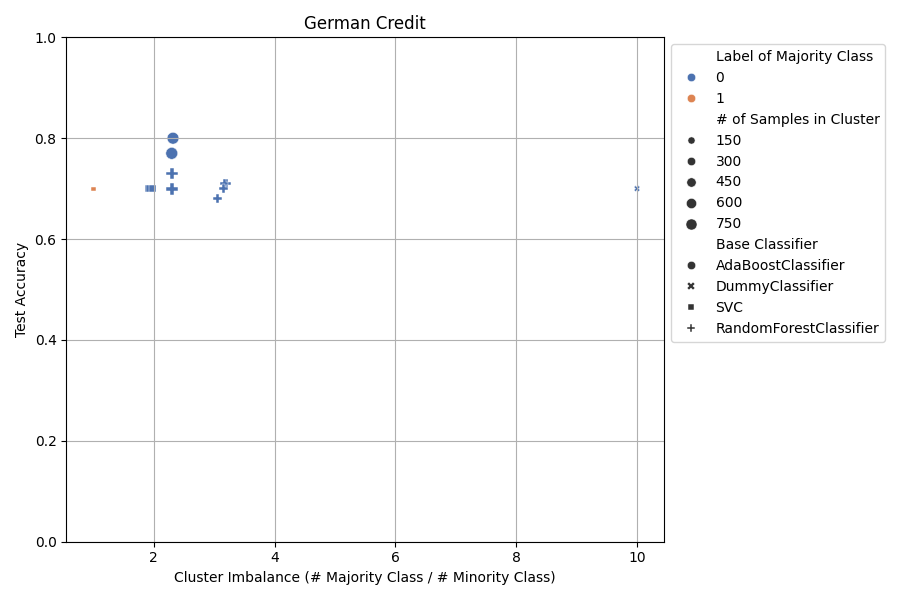 German Credit
Test Accuracy
1.0
0.8
0.6
0.4
0.2
0.0
2
4
6
8
10
Cluster Imbalance (# Majority Class / # Minority Class)
Label of Majority Class
0
1
# of Samples in Cluster
150
300
450
600
750
Base Classifier
AdaBoostClassifier
DummyClassifier
SVC
RandomForestClassifier